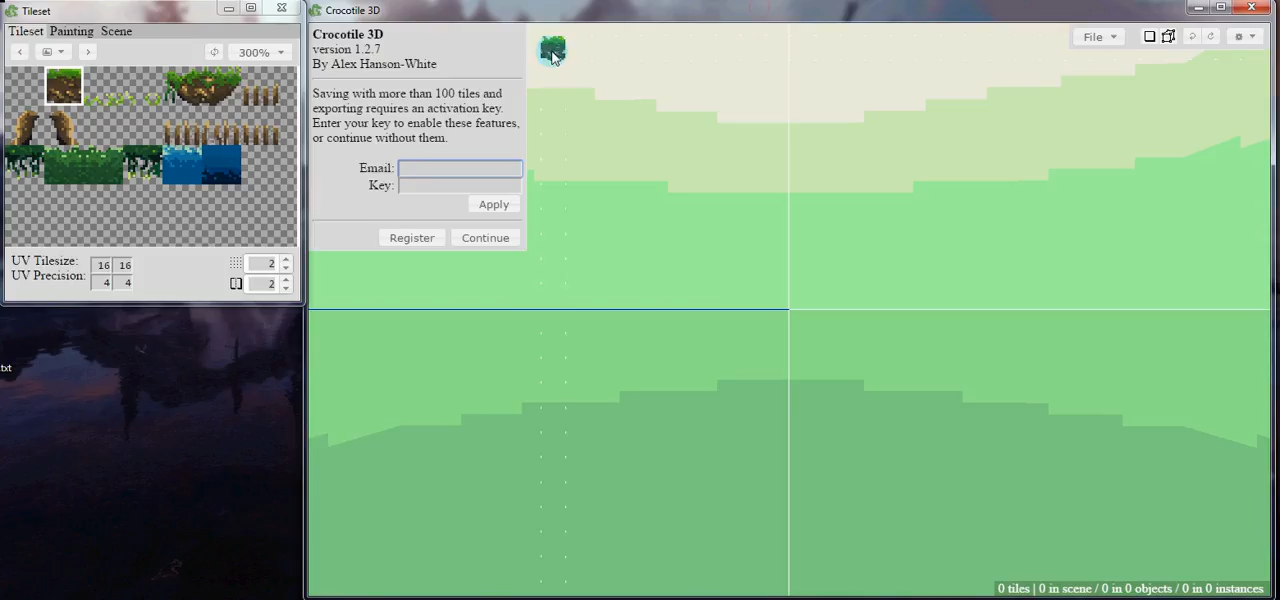 Tileset
Crocotile 3D
Tileset Painting Scene
300%
UV Tilesize: 16 16 2
UV Precision: 4 4 2
txt
Crocotile 3D
version 1.2.7
By Alex Hanson-White
Saving with more than 100 tiles and
exporting requires an activation key.
Enter your key to enable these features,
or continue without them.
Email:
Key:
Apply
Register Continue
File
0 tiles | 0 in scene / 0 in 0 objects / 0 in 0 instances